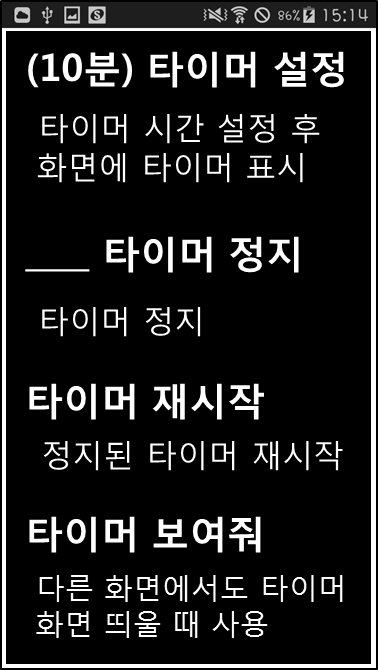 86% 15:14
(10분) 타이머 설정
타이머 시간 설정 후
화면에 타이머 표시
____ 타이머 정지
타이머 정지
타이머 재시작
정지된 타이머 재시작
타이머 보여줘
다른 화면에서도 타이머
화면 띄울 때 사용